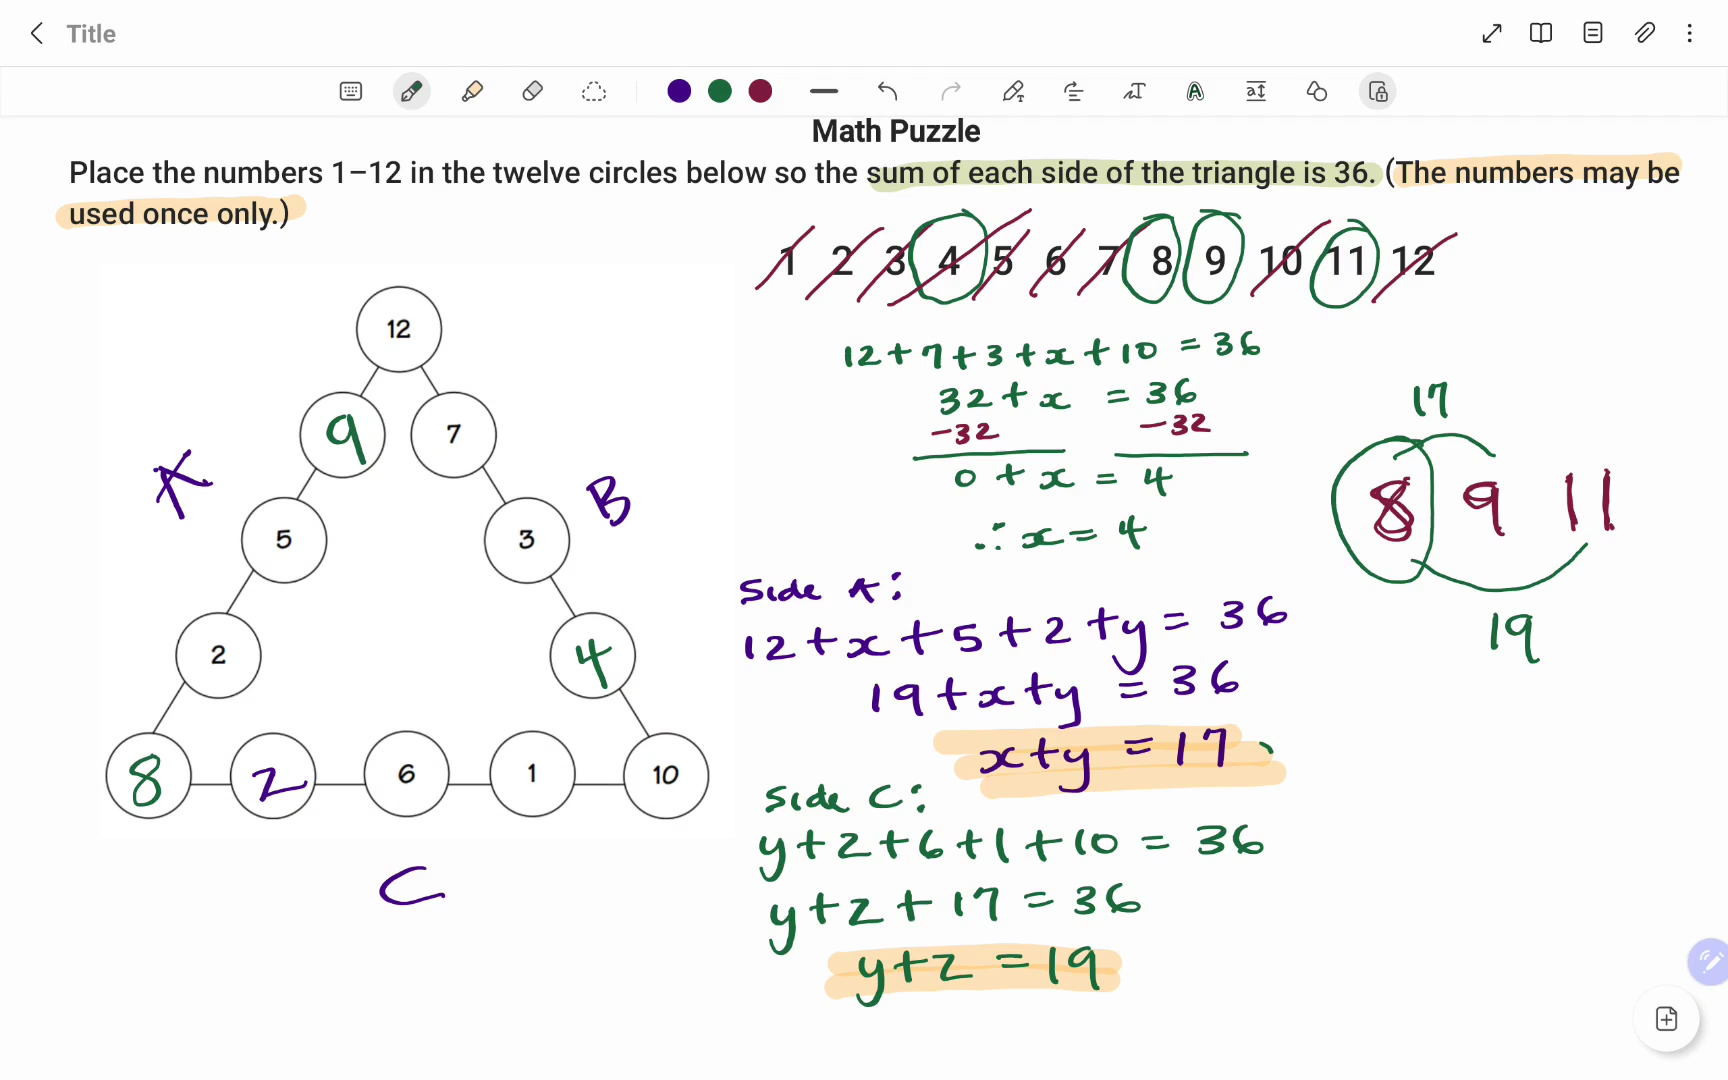 Title
Math Puzzle
Place the numbers 1–12 in the twelve circles below so the sum of each side of the triangle is 36. (The numbers may be
used once only.)
1 2 3 4 5 6 7 8 9 10 11 12
12
9 7
5 3
2 4
8 z 6 1 10
A
B
C
12+7+3+x+10=36
32+x =36
-32 -32
0+x = 4
∴x=4
17
8 9 11
19
Side A:
12+x+5+2+y=36
19+x+y =36
x+y =17
Side C:
y+z+6+1+10=36
y+z+17=36
y+z =19